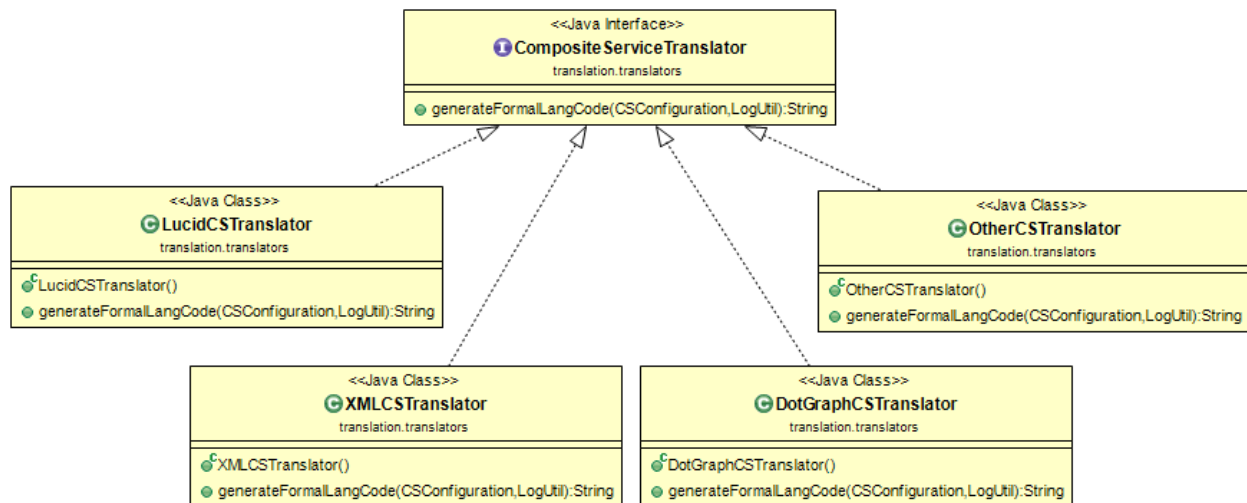 <<Java Interface>>
CompositeServiceTranslator
translation.translators
generateFormalLangCode(CSConfiguration,LogUtil):String
<<Java Class>>
LucidCSTranslator
translation.translators
LucidCSTranslator()
generateFormalLangCode(CSConfiguration,LogUtil):String
<<Java Class>>
OtherCSTranslator
translation.translators
OtherCSTranslator()
generateFormalLangCode(CSConfiguration,LogUtil):String
<<Java Class>>
XMLCSTranslator
translation.translators
XMLCSTranslator()
generateFormalLangCode(CSConfiguration,LogUtil):String
<<Java Class>>
DotGraphCSTranslator
translation.translators
DotGraphCSTranslator()
generateFormalLangCode(CSConfiguration,LogUtil):String